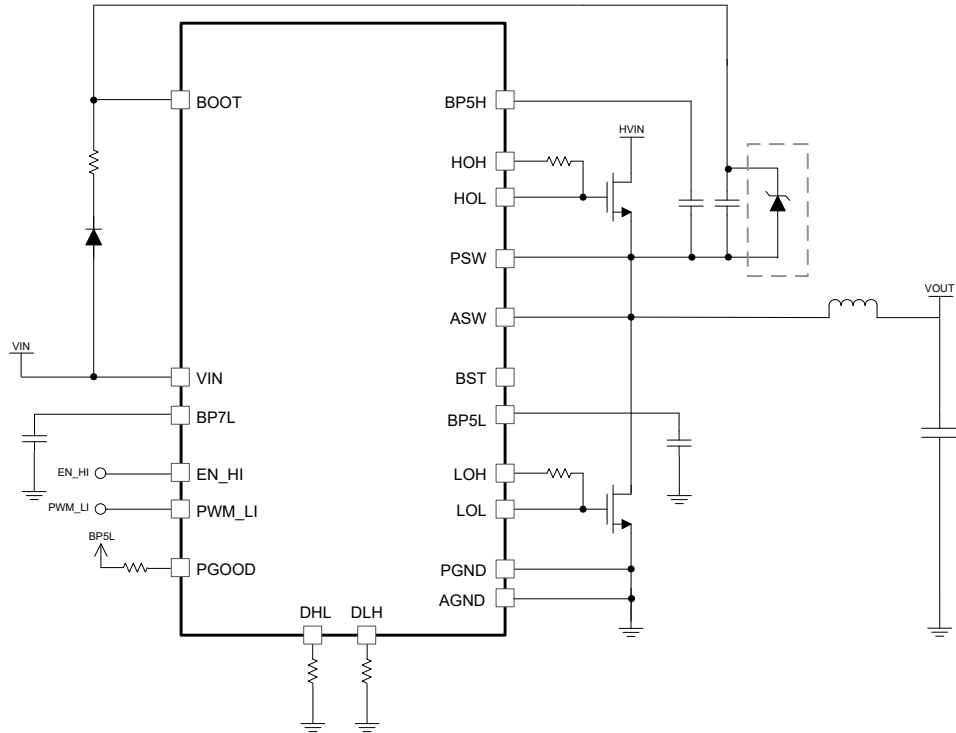 BOOT
BP5H
HVIN
HOH
HOL
PSW
VOUT
ASW
VIN
VIN
BST
BP7L
BP5L
EN_HI
EN_HI
LOH
PWM_LI
PWM_LI
LOL
BP5L
PGOOD
PGND
AGND
DHL
DLH